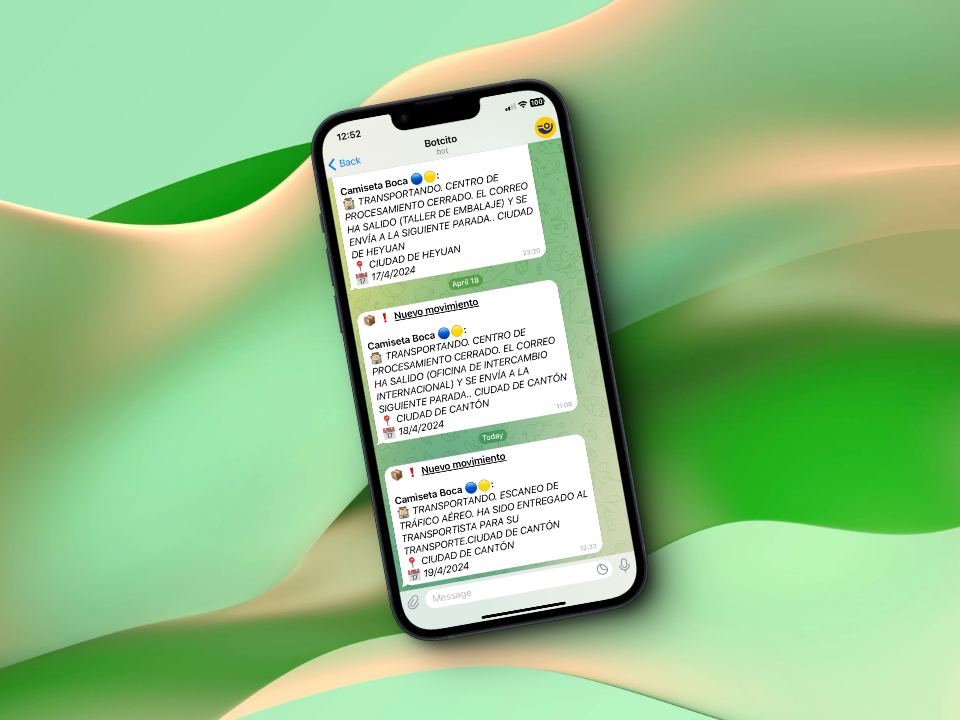 12:52
100
Back
Botcito
bot
Camiseta Boca 🔵🟡:
TRANSPORTANDO. CENTRO DE
PROCESAMIENTO CERRADO. EL CORREO
HA SALIDO (TALLER DE EMBALAJE) Y SE
ENVÍA A LA SIGUIENTE PARADA.. CIUDAD
DE HEYUAN
📍 CIUDAD DE HEYUAN
📅 17/4/2024
23:20
April 18
📦❗ Nuevo movimiento
Camiseta Boca 🔵🟡:
TRANSPORTANDO. CENTRO DE
PROCESAMIENTO CERRADO. EL CORREO
HA SALIDO (OFICINA DE INTERCAMBIO
INTERNACIONAL) Y SE ENVÍA A LA
SIGUIENTE PARADA.. CIUDAD DE CANTÓN
📍 CIUDAD DE CANTÓN
📅 18/4/2024
11:08
Today
📦❗ Nuevo movimiento
Camiseta Boca 🔵🟡:
TRANSPORTANDO. ESCANEO DE
TRÁFICO AÉREO. HA SIDO ENTREGADO AL
TRANSPORTISTA PARA SU
TRANSPORTE.CIUDAD DE CANTÓN
📍 CIUDAD DE CANTÓN
📅 19/4/2024
12:33
Message